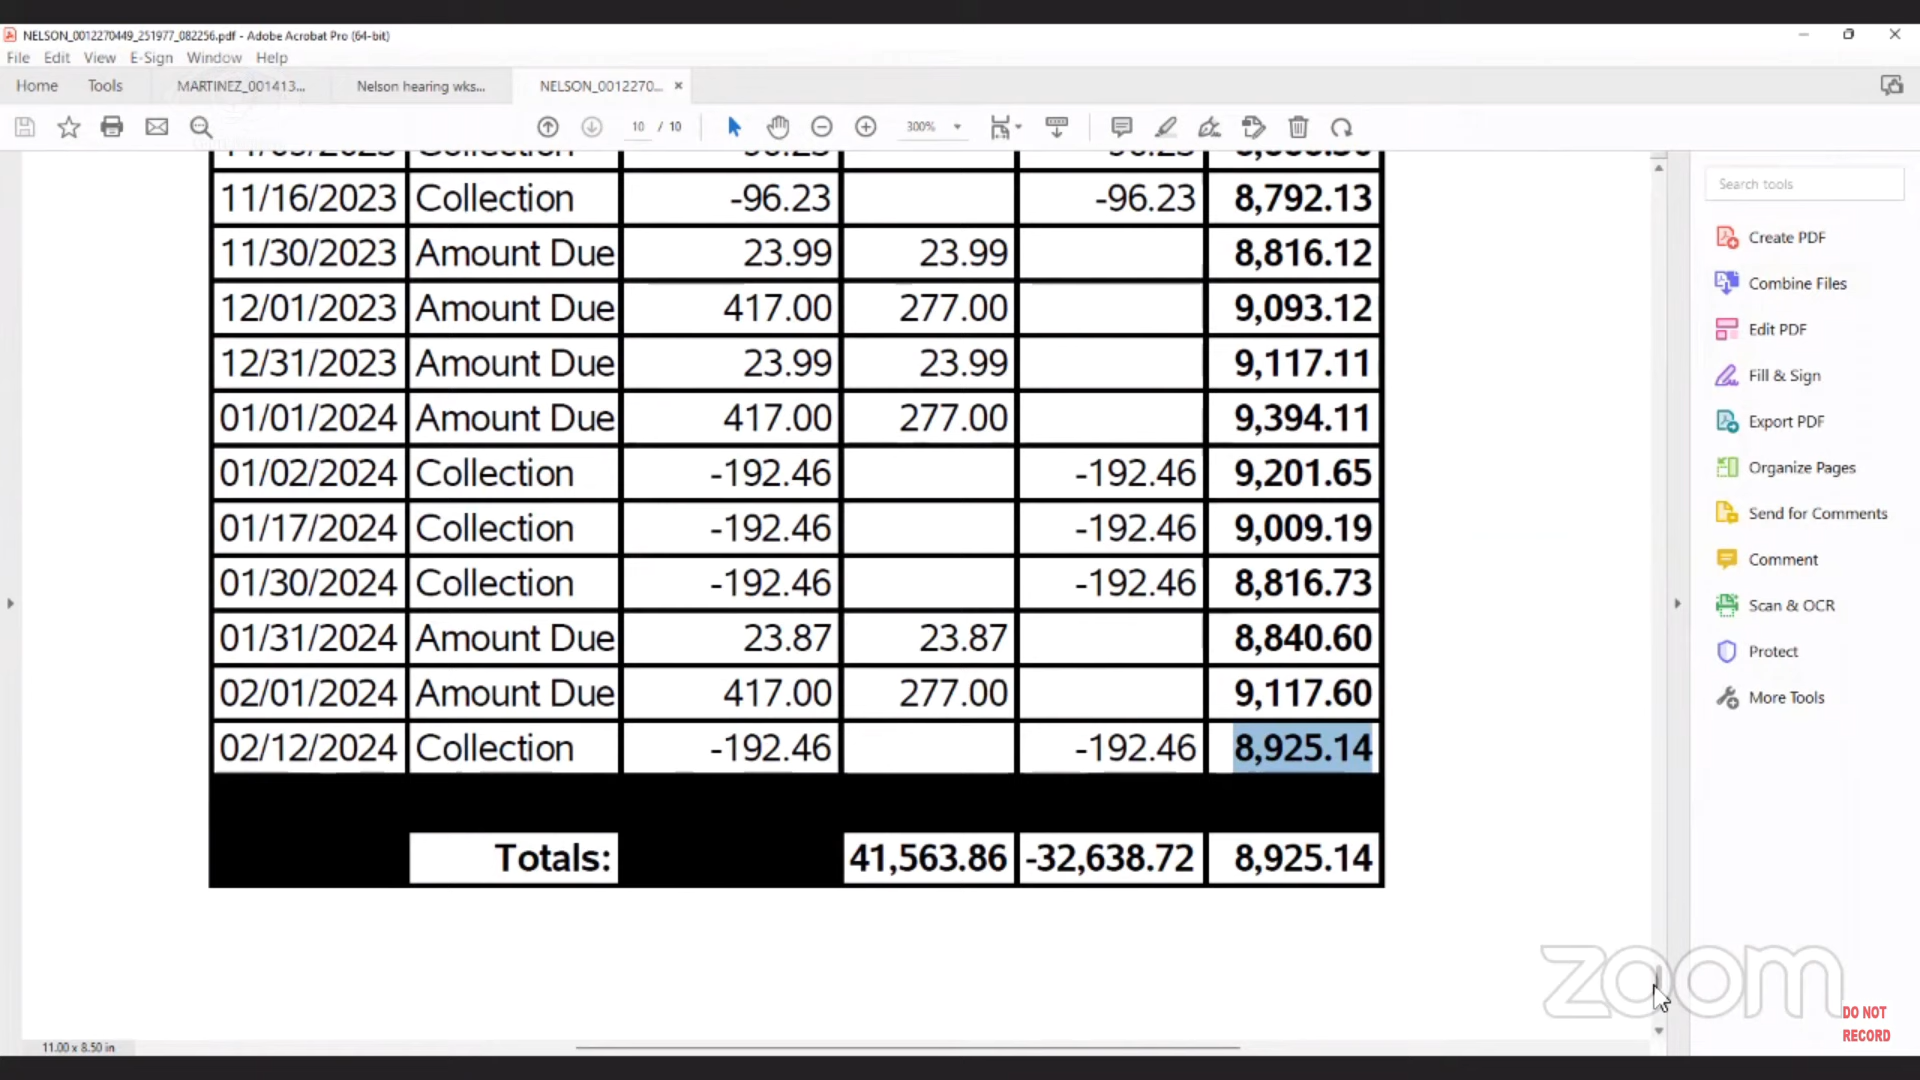 NELSON_0012270449_251977_082256.pdf - Adobe Acrobat Pro (64-bit)
File Edit View E-Sign Window Help
Home Tools MARTINEZ_001413... Nelson hearing wks... NELSON_0012270... ×
10 / 10 300%
11/16/2023 Collection -96.23 -96.23 8,792.13
11/30/2023 Amount Due 23.99 23.99 8,816.12
12/01/2023 Amount Due 417.00 277.00 9,093.12
12/31/2023 Amount Due 23.99 23.99 9,117.11
01/01/2024 Amount Due 417.00 277.00 9,394.11
01/02/2024 Collection -192.46 -192.46 9,201.65
01/17/2024 Collection -192.46 -192.46 9,009.19
01/30/2024 Collection -192.46 -192.46 8,816.73
01/31/2024 Amount Due 23.87 23.87 8,840.60
02/01/2024 Amount Due 417.00 277.00 9,117.60
02/12/2024 Collection -192.46 -192.46 8,925.14
Totals: 41,563.86 -32,638.72 8,925.14
Search tools
Create PDF
Combine Files
Edit PDF
Fill & Sign
Export PDF
Organize Pages
Send for Comments
Comment
Scan & OCR
Protect
More Tools
zoom
DO NOT
RECORD
11.00 x 8.50 in